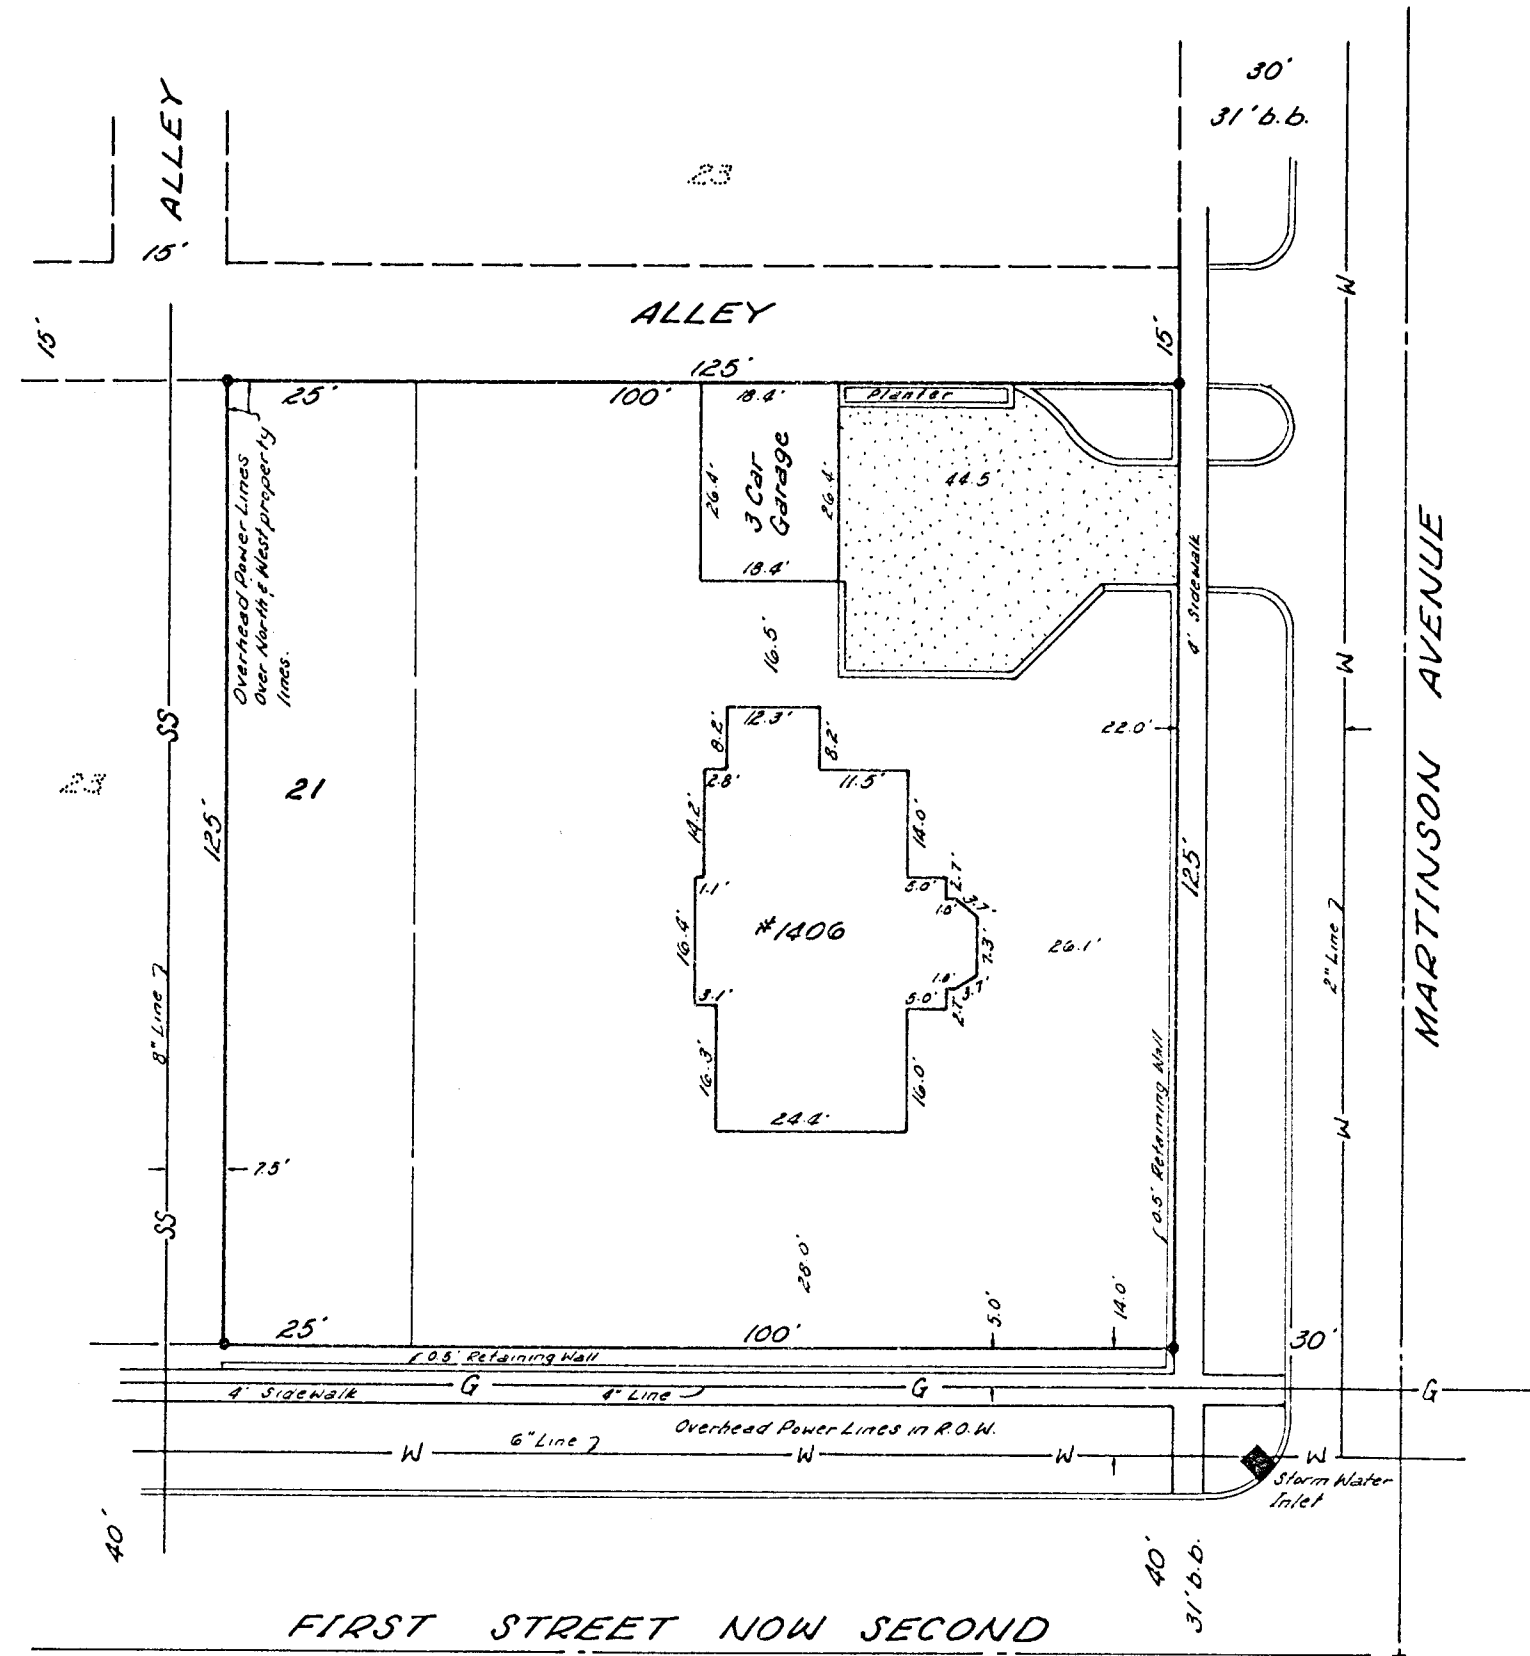 30'
31' b.b.
ALLEY
23
15'
ALLEY
15'
15'
125'
25'
100'
18.4'
Planter
26.4'
3 Car
Garage
26.4'
44.5'
18.4'
Overhead Power Lines
Over North & West property
lines.
4' Sidewalk
MARTINSON AVENUE
16.5'
SS
W
W
22.0'
12.3'
8.2'
8.2'
2.8'
11.5'
23
21
125'
14.2'
14.0'
125'
1.1'
5.0'
2.7'
1.0'
3.7'
#1406
16.4'
7.3'
26.1'
2" Line
8" Line
3.1'
5.0'
1.0'
3.7'
2.7'
16.3'
16.0'
24.4'
0.5' Retaining Wall
W
7.5'
SS
28.0'
5.0'
14.0'
25'
100'
30'
0.5' Retaining Wall
4' Sidewalk
G
4" Line
G
G
Overhead Power Lines in R.O.W.
6" Line
W
W
W
W
Storm Water
Inlet
40'
40'
31' b.b.
FIRST STREET NOW SECOND